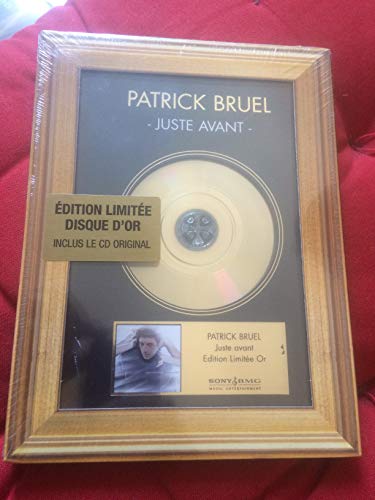 PATRICK BRUEL
- JUSTE AVANT -
ÉDITION LIMITÉE
DISQUE D'OR
INCLUS LE CD ORIGINAL
PATRICK BRUEL
Juste avant
Edition Limitée Or
SONY BMG
MUSIC ENTERTAINMENT